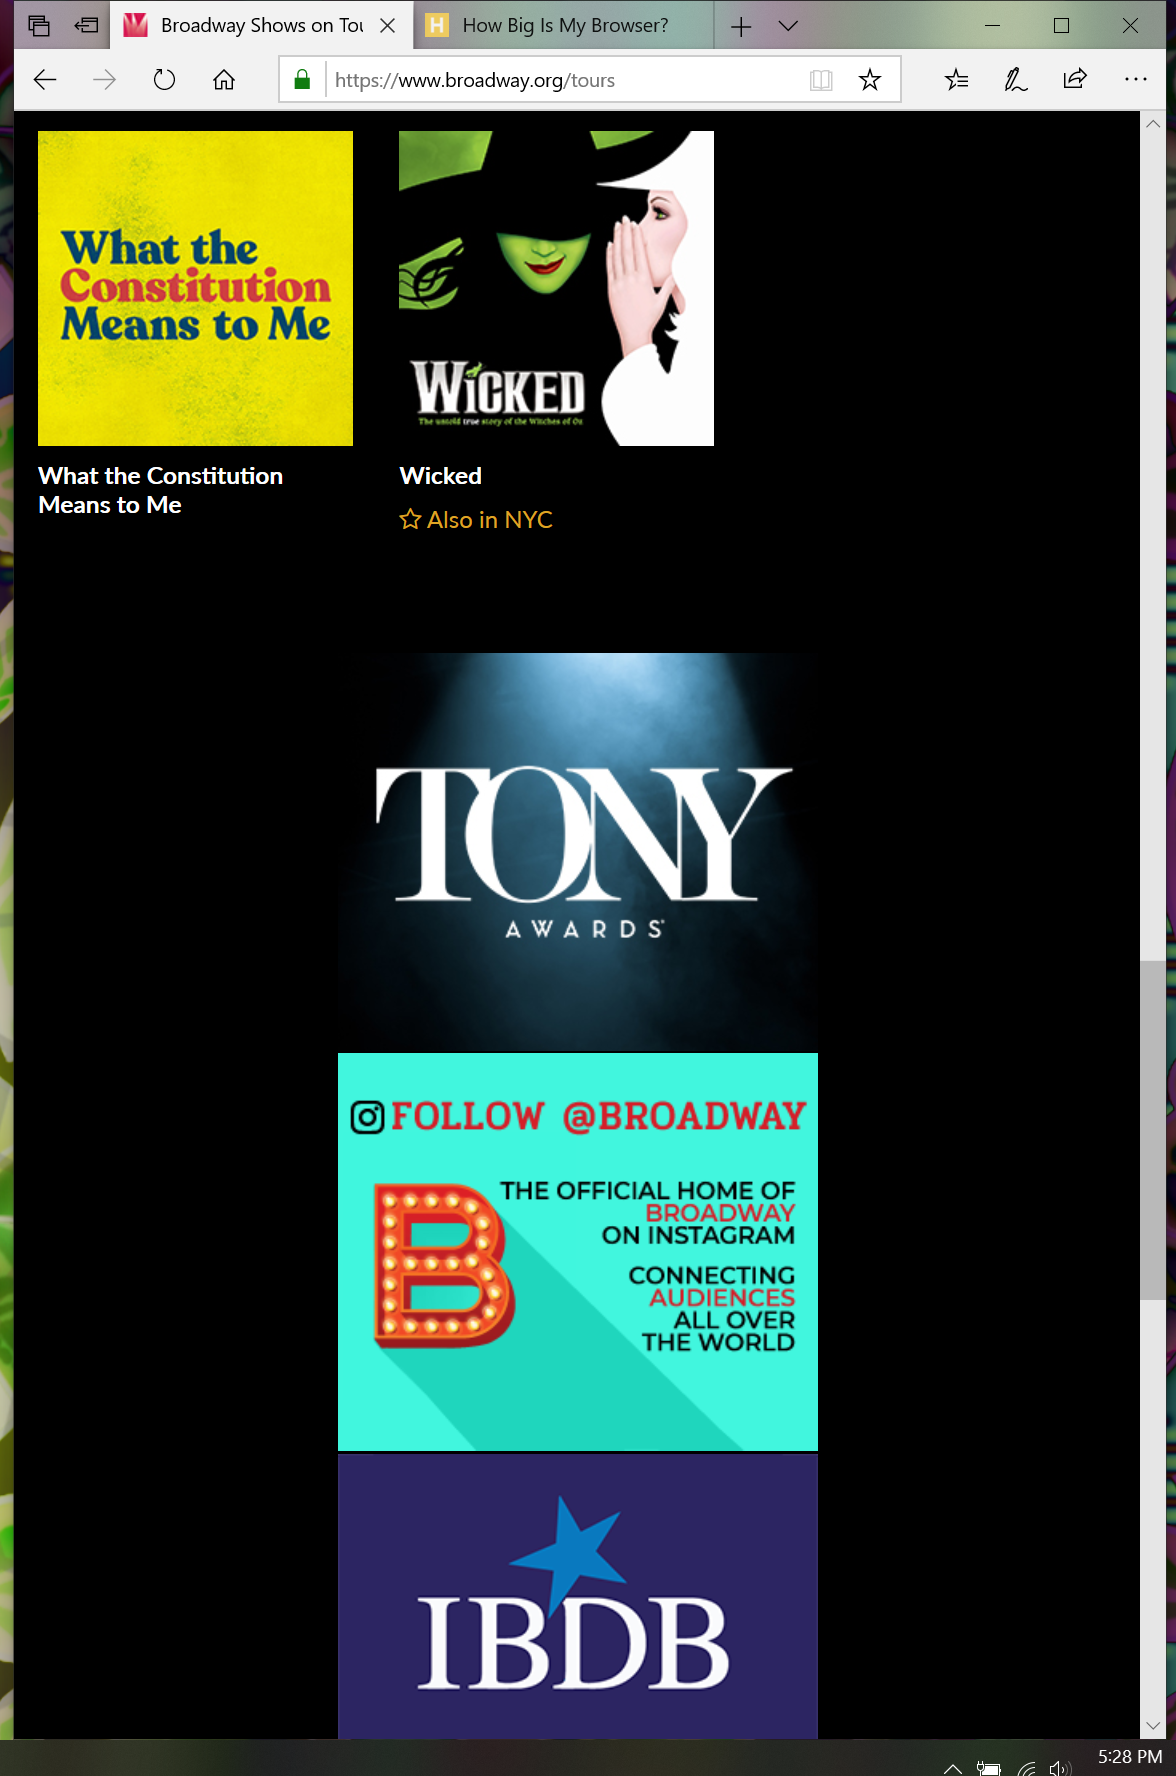 Broadway Shows on Tou
How Big Is My Browser?
https://www.broadway.org/tours
What the
Constitution
Means to Me
WICKED
The untold true story of the Witches of Oz
What the Constitution
Means to Me
Wicked
Also in NYC
TONY
AWARDS
FOLLOW @BROADWAY
THE OFFICIAL HOME OF
BROADWAY
ON INSTAGRAM
B
CONNECTING
AUDIENCES
ALL OVER
THE WORLD
IBDB
5:28 PM